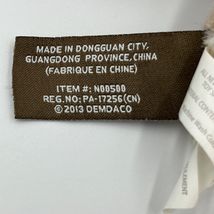 MADE IN DONGGUAN CITY,
GUANGDONG PROVINCE, CHINA
(FABRIQUE EN CHINE)
ITEM #: N00500
REG. NO: PA-17256 (CN)
© 2013 DEMDACO